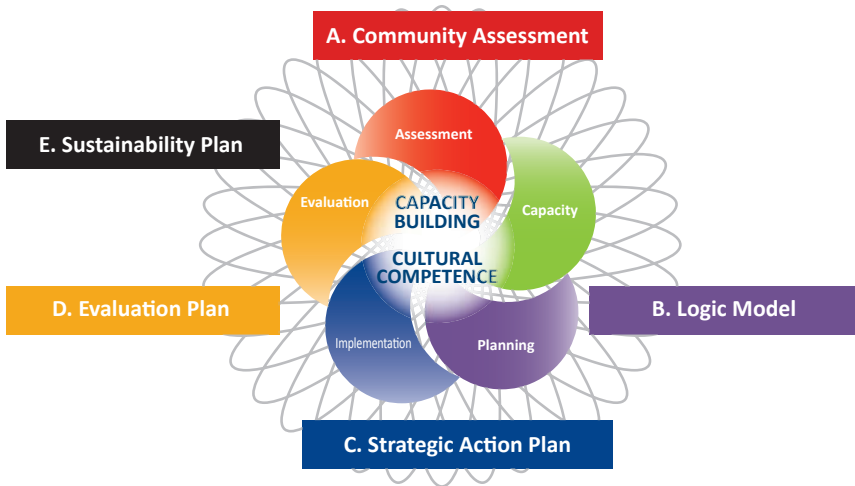 A. Community Assessment
E. Sustainability Plan
Assessment
Evaluation
CAPACITY
BUILDING
Capacity
CULTURAL
COMPETENCE
D. Evaluation Plan
B. Logic Model
Implementation
Planning
C. Strategic Action Plan